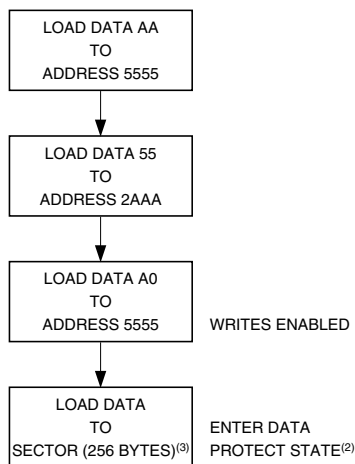 LOAD DATA AA
TO
ADDRESS 5555
LOAD DATA 55
TO
ADDRESS 2AAA
LOAD DATA A0
TO
ADDRESS 5555 WRITES ENABLED
LOAD DATA
TO ENTER DATA
SECTOR (256 BYTES)(3) PROTECT STATE(2)